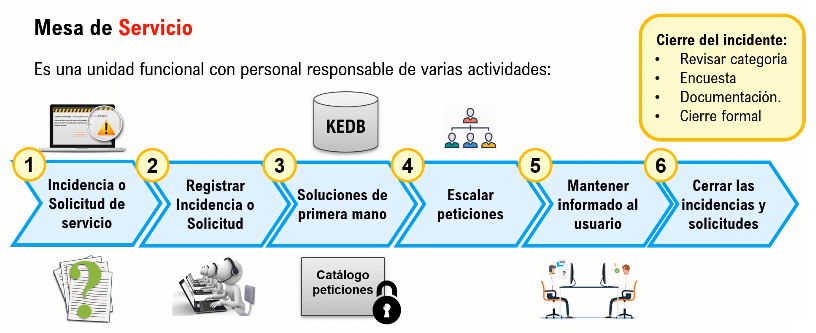 Mesa de Servicio
Es una unidad funcional con personal responsable de varias actividades:
Cierre del incidente:
• Revisar categoría
• Encuesta
• Documentación.
• Cierre formal
KEDB
1
Incidencia o
Solicitud de
servicio
2
Registrar
Incidencia o
Solicitud
3
Soluciones de
primera mano
4
Escalar
peticiones
5
Mantener
informado al
usuario
6
Cerrar las
incidencias y
solicitudes
?
Catálogo
peticiones